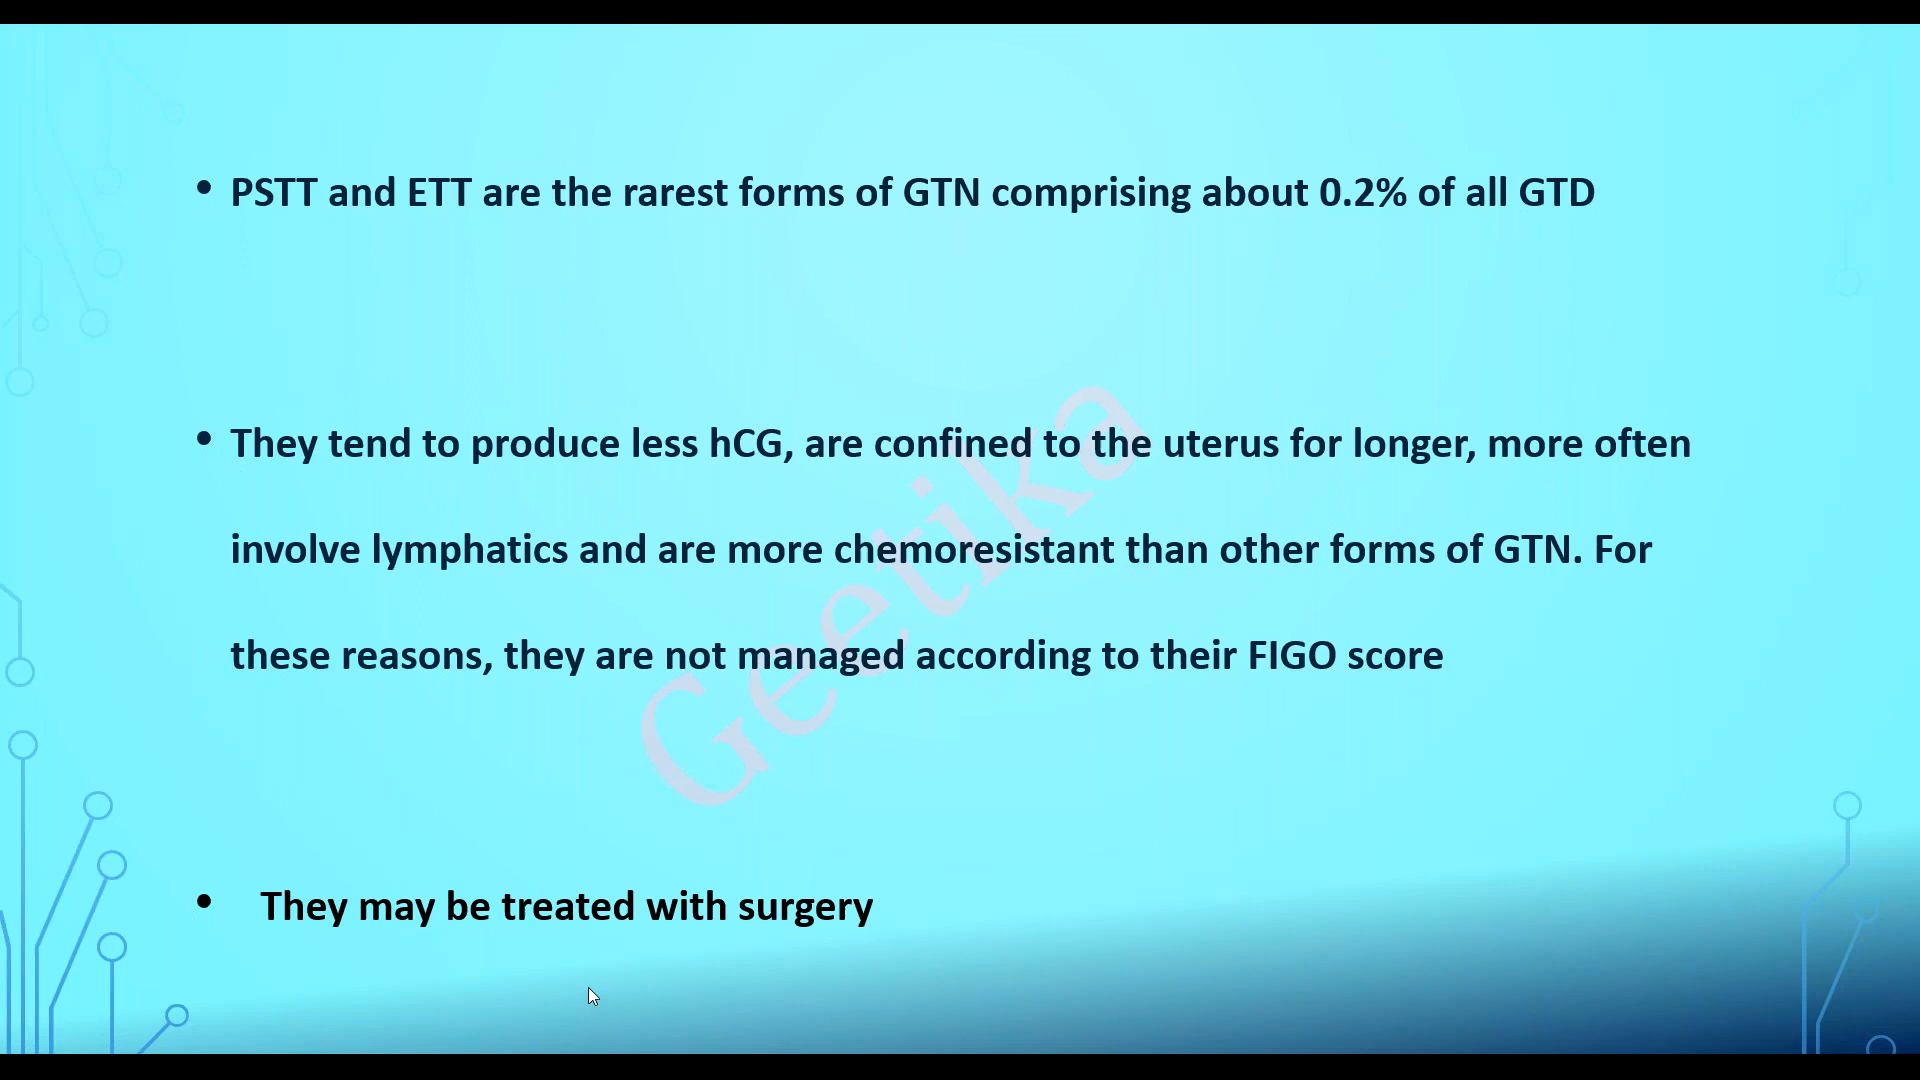 • PSTT and ETT are the rarest forms of GTN comprising about 0.2% of all GTD
• They tend to produce less hCG, are confined to the uterus for longer, more often
involve lymphatics and are more chemoresistant than other forms of GTN. For
these reasons, they are not managed according to their FIGO score
• They may be treated with surgery
Geetika